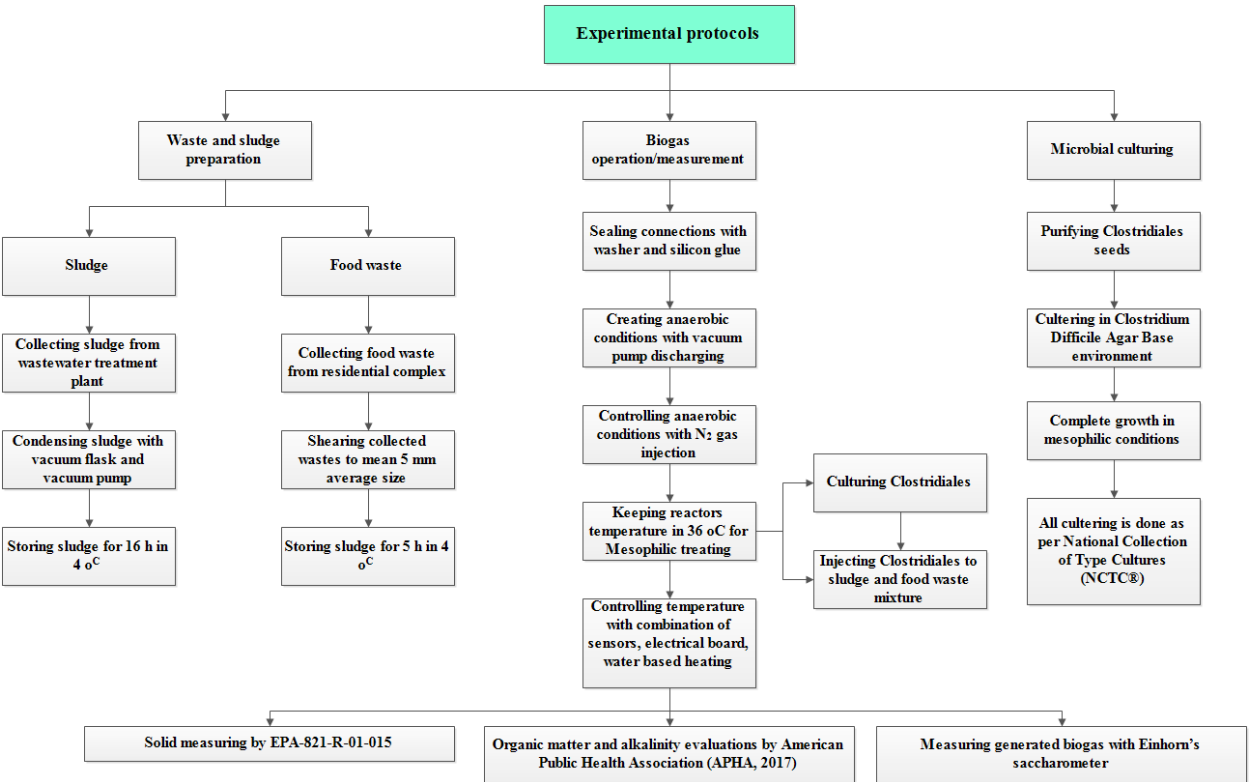 Experimental protocols
Waste and sludge
preparation
Biogas
operation/measurement
Microbial culturing
Sludge
Food waste
Sealing connections with
washer and silicon glue
Purifying Clostridiales
seeds
Collecting sludge from
wastewater treatment
plant
Collecting food waste
from residential complex
Creating anaerobic
conditions with vacuum
pump discharging
Cultering in Clostridium
Difficile Agar Base
environment
Condensing sludge with
vacuum flask and
vacuum pump
Shearing collected
wastes to mean 5 mm
average size
Controlling anaerobic
conditions with N₂ gas
injection
Complete growth in
mesophilic conditions
Storing sludge for 16 h in
4 oC
Storing sludge for 5 h in 4
oC
Keeping reactors
temperature in 36 oC for
Mesophilic treating
Culturing Clostridiales
Injecting Clostridiales to
sludge and food waste
mixture
All cultering is done as
per National Collection
of Type Cultures
(NCTC®)
Controlling temperature
with combination of
sensors, electrical board,
water based heating
Solid measuring by EPA-821-R-01-015
Organic matter and alkalinity evaluations by American
Public Health Association (APHA, 2017)
Measuring generated biogas with Einhorn’s
saccharometer